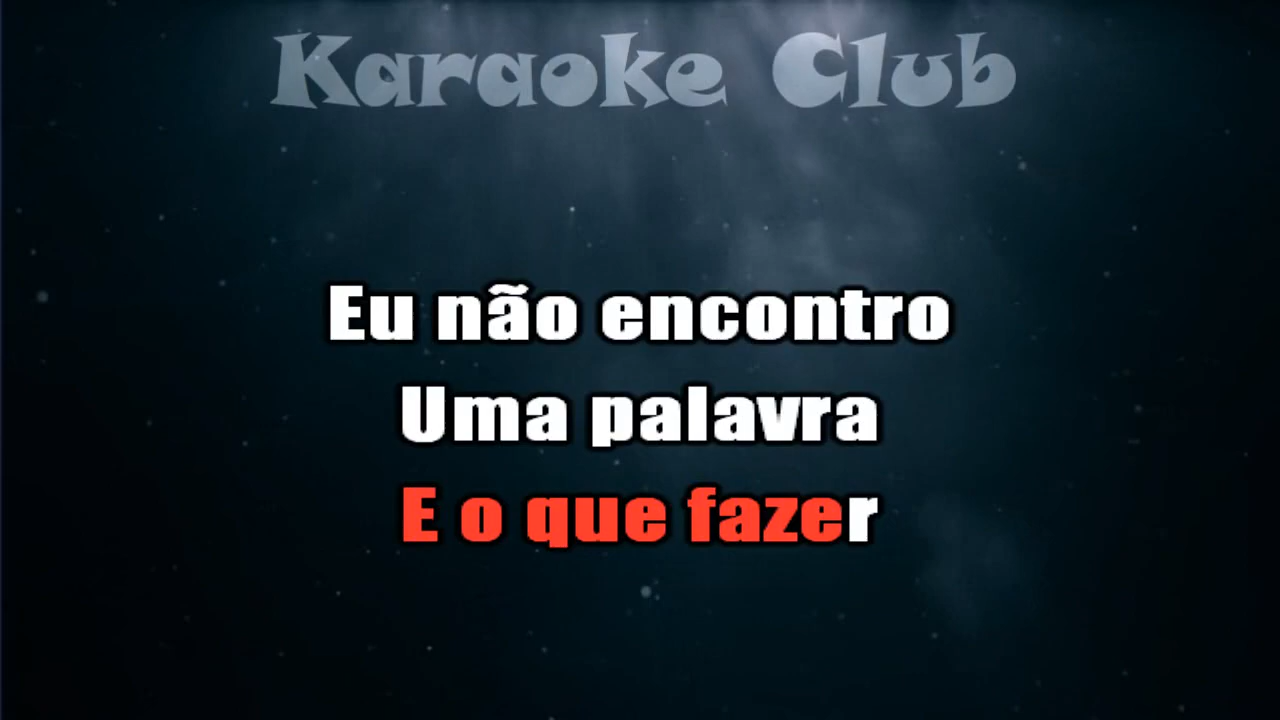 Karaoke Club
Eu não encontro
Uma palavra
E o que fazer